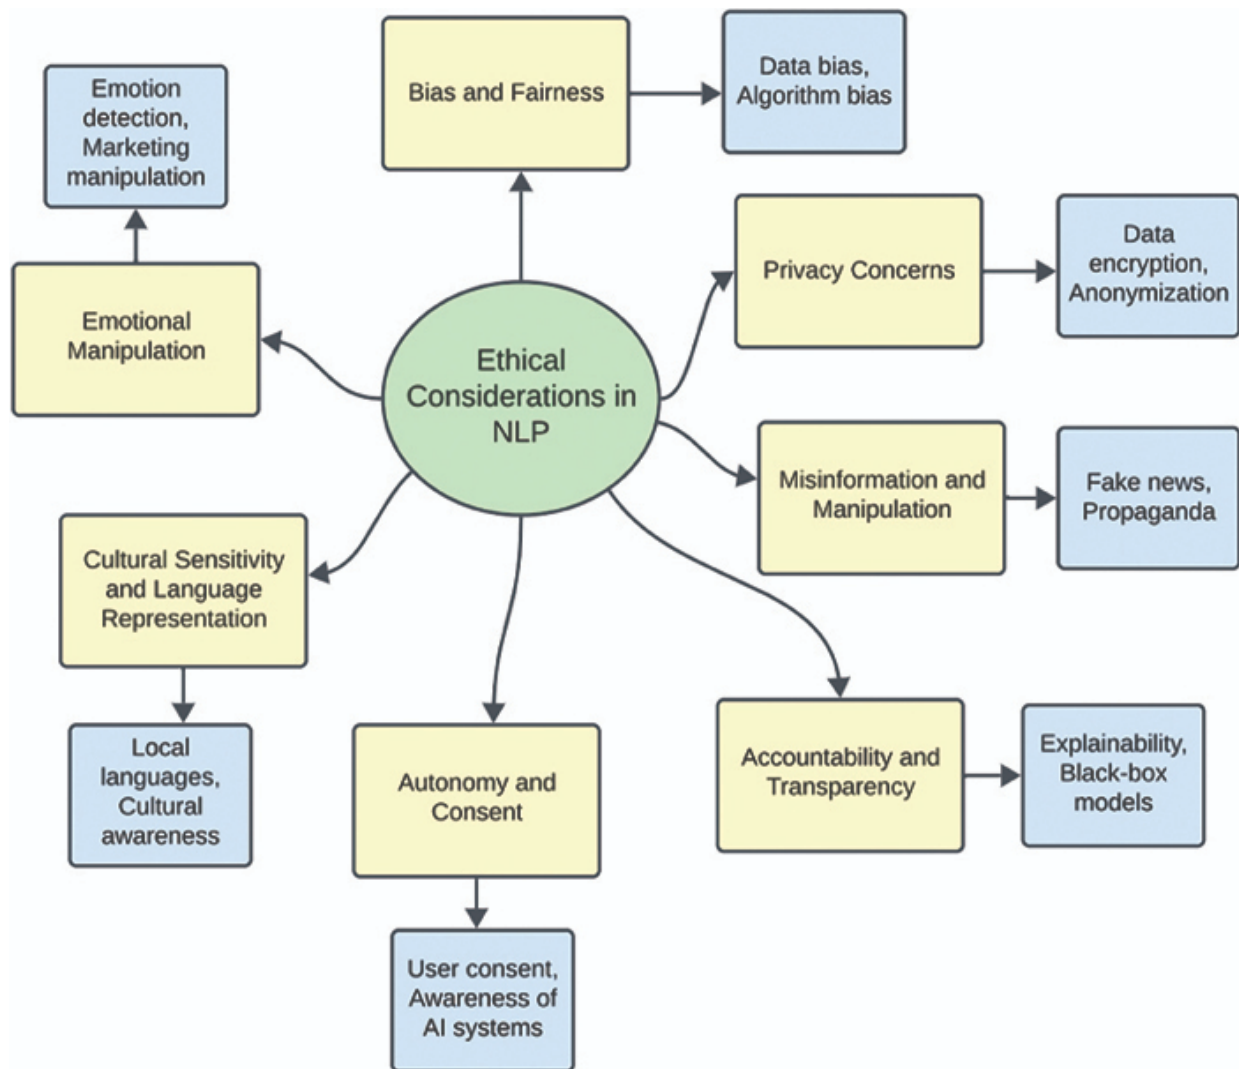 Bias and Fairness
Data bias,
Algorithm bias
Emotion
detection,
Marketing
manipulation
Emotional
Manipulation
Privacy Concerns
Data
encryption,
Anonymization
Ethical
Considerations in
NLP
Misinformation and
Manipulation
Fake news,
Propaganda
Cultural Sensitivity
and Language
Representation
Local
languages,
Cultural
awareness
Autonomy and
Consent
User consent,
Awareness of
AI systems
Accountability and
Transparency
Explainability,
Black-box
models